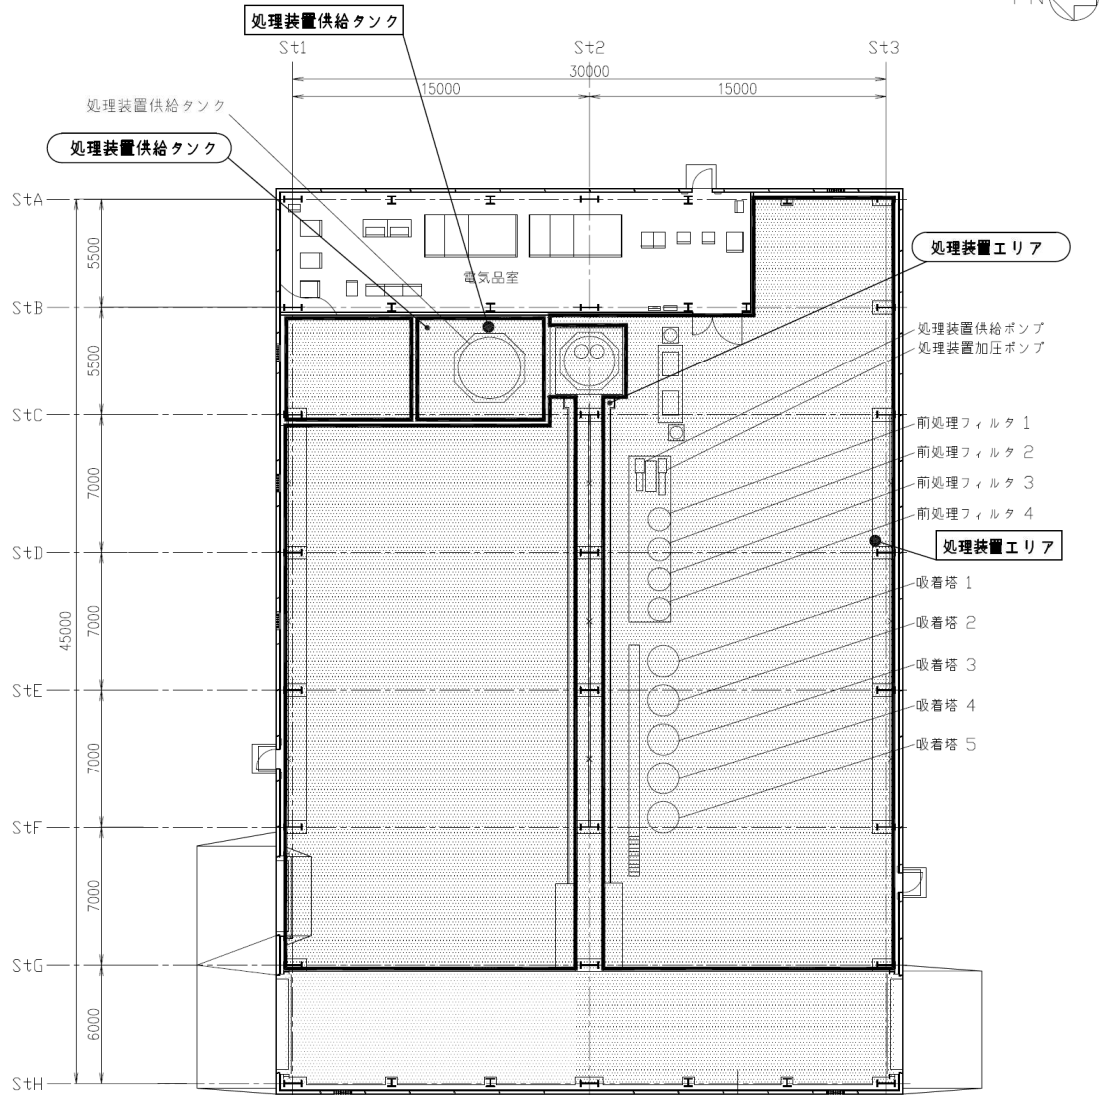 PN
処理装置供給タンク
St1
St2
St3
30000
15000
15000
処理装置供給タンク
処理装置供給タンク
StA
5500
電気品室
処理装置エリア
StB
処理装置供給ポンプ
処理装置加圧ポンプ
5500
StC
前処理フィルタ 1
前処理フィルタ 2
7000
前処理フィルタ 3
前処理フィルタ 4
StD
処理装置エリア
吸着塔 1
45000
7000
吸着塔 2
吸着塔 3
StE
吸着塔 4
吸着塔 5
7000
StF
7000
StG
6000
StH